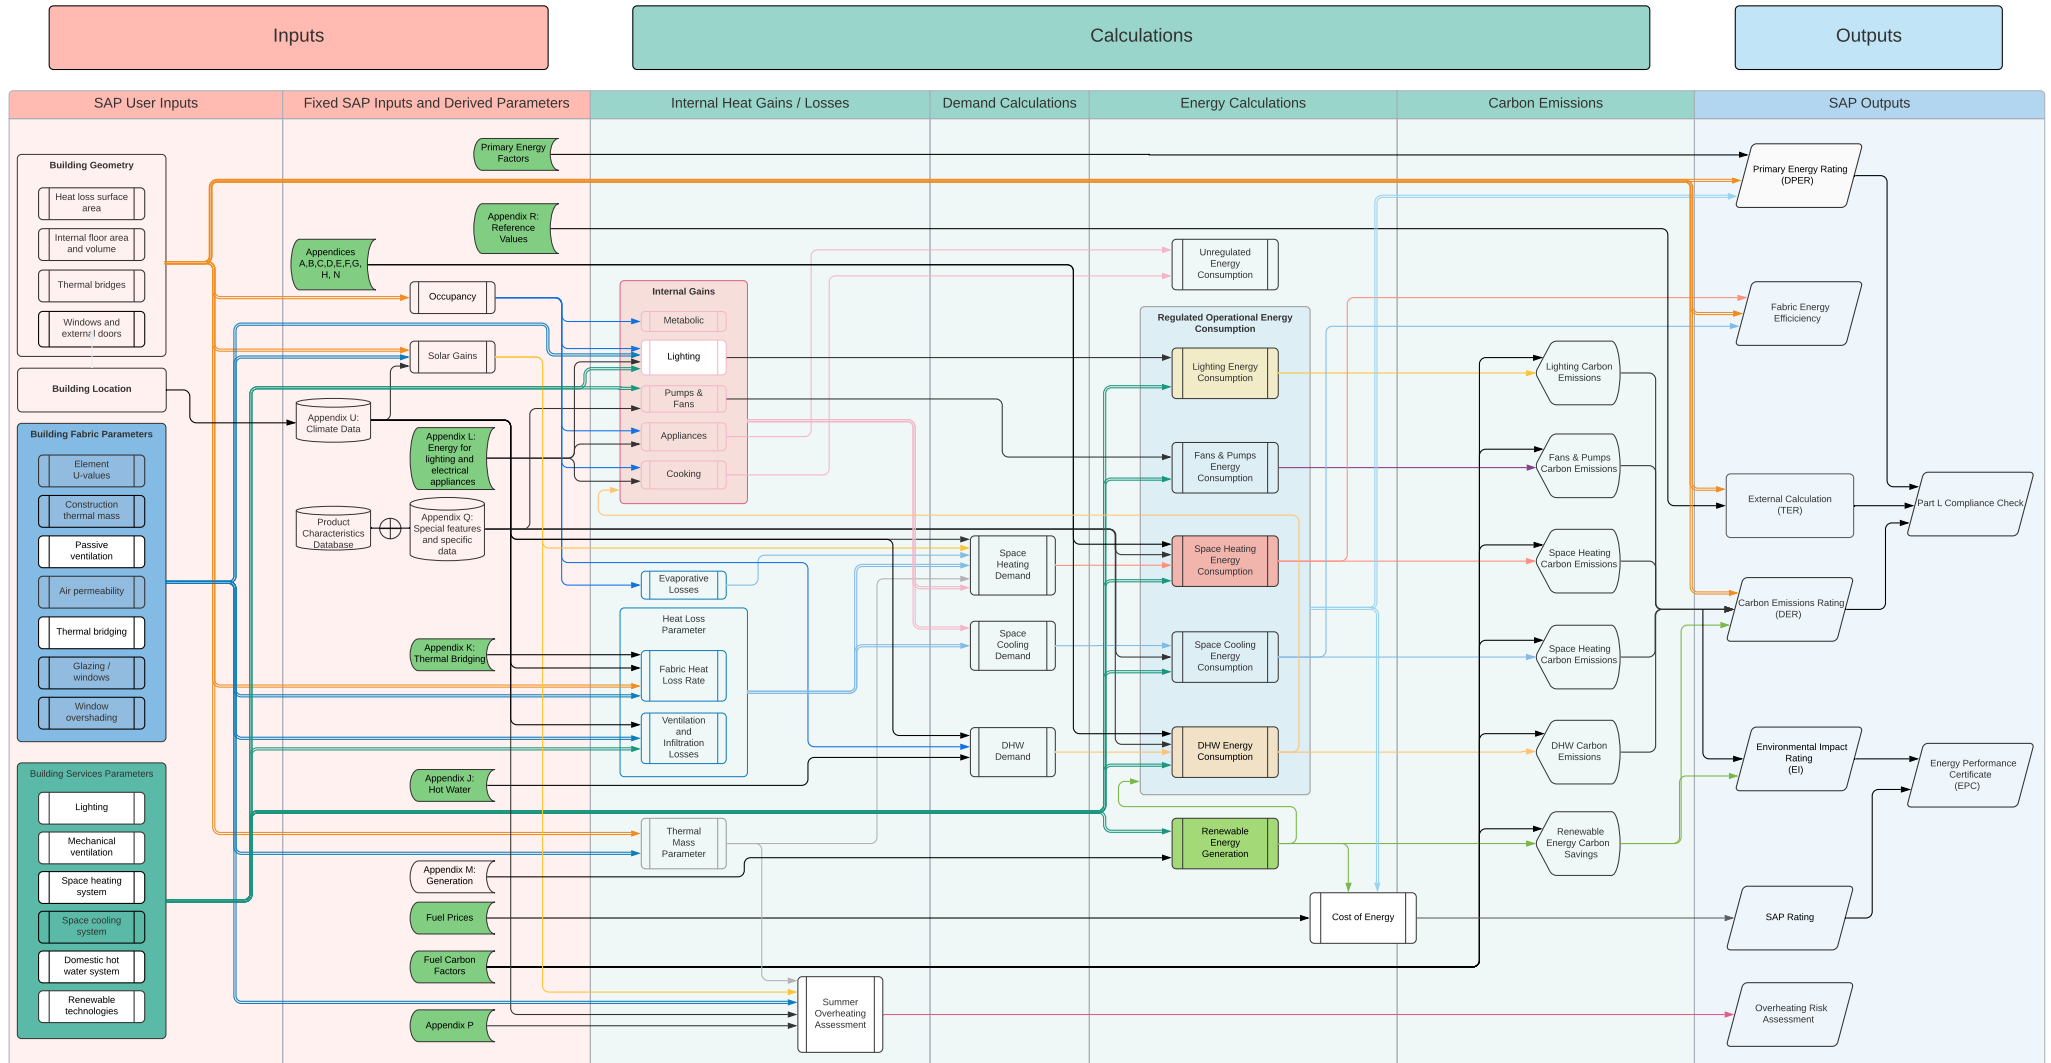 Inputs
Calculations
Outputs
SAP User Inputs
Fixed SAP Inputs and Derived Parameters
Internal Heat Gains / Losses
Demand Calculations
Energy Calculations
Carbon Emissions
SAP Outputs
Building Geometry
Heat loss surface
area
Internal floor area
and volume
Thermal bridges
Windows and
external doors
Building Location
Building Fabric Parameters
Element
U-values
Construction
thermal mass
Passive
ventilation
Air permeability
Thermal bridging
Glazing /
windows
Window
overshading
Building Services Parameters
Lighting
Mechanical
ventilation
Space heating
system
Space cooling
system
Domestic hot
water system
Renewable
technologies
Primary Energy
Factors
Appendix R:
Reference
Values
Appendices
A,B,C,D,E,F,G,
H, N
Occupancy
Solar Gains
Appendix U:
Climate Data
Appendix L:
Energy for
lighting and
electrical
appliances
Product
Characteristics
Database
Appendix Q:
Special features
and specific
data
Appendix K:
Thermal Bridging
Appendix J:
Hot Water
Appendix M:
Generation
Fuel Prices
Fuel Carbon
Factors
Appendix P
Internal Gains
Metabolic
Lighting
Pumps &
Fans
Appliances
Cooking
Evaporative
Losses
Heat Loss
Parameter
Fabric Heat
Loss Rate
Ventilation
and
Infiltration
Losses
Thermal
Mass
Parameter
Summer
Overheating
Assessment
Space
Heating
Demand
Space
Cooling
Demand
DHW
Demand
Unregulated
Energy
Consumption
Regulated Operational Energy
Consumption
Lighting Energy
Consumption
Fans & Pumps
Energy
Consumption
Space Heating
Energy
Consumption
Space Cooling
Energy
Consumption
DHW Energy
Consumption
Renewable
Energy
Generation
Cost of Energy
Lighting Carbon
Emissions
Fans & Pumps
Carbon Emissions
Space Heating
Carbon Emissions
Space Heating
Carbon Emissions
DHW Carbon
Emissions
Renewable
Energy Carbon
Savings
Primary Energy Rating
(DPER)
Fabric Energy
Efficiciency
External Calculation
(TER)
Part L Compliance Check
Carbon Emissions Rating
(DER)
Environmental Impact
Rating
(EI)
Energy Performance
Certificate
(EPC)
SAP Rating
Overheating Risk
Assessment